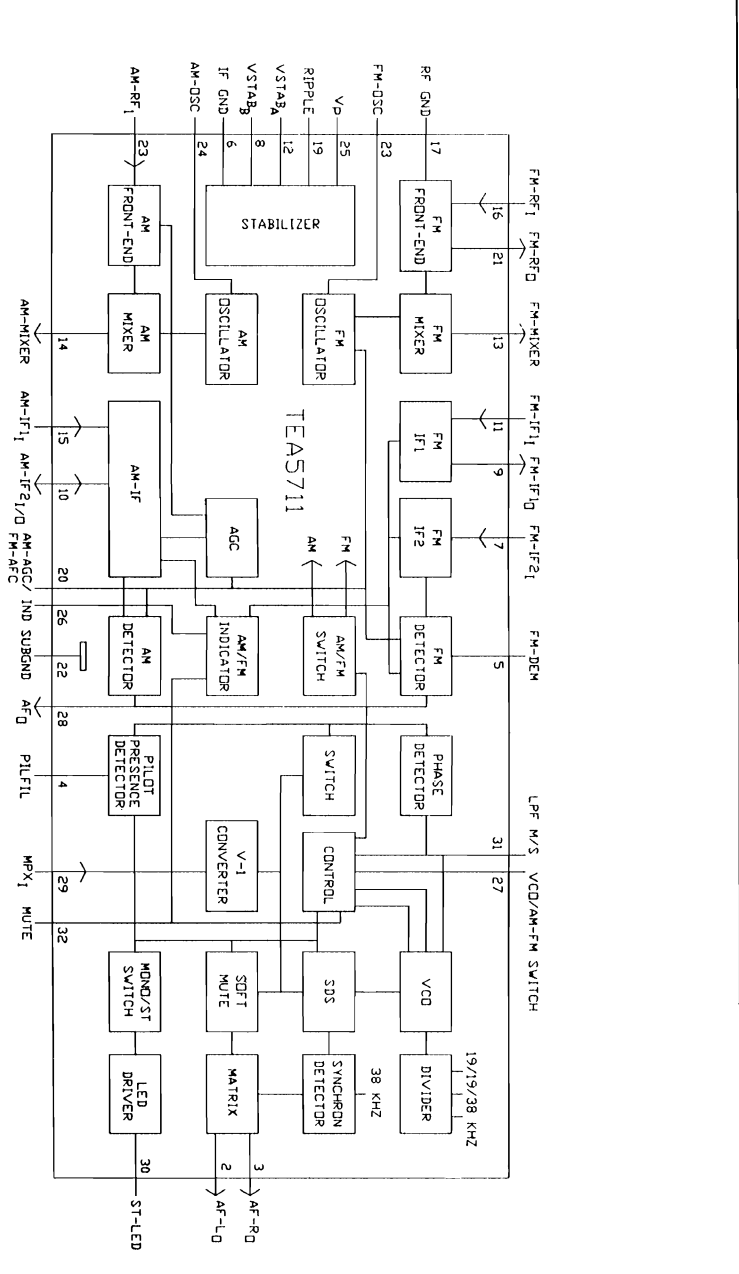 FM-RF1
FM-RFO
FM-MIXER
FM-IF1I
FM-IF1O
FM-IF2I
FM-DEM
LPF M/S
VCO/AM-FM SWITCH
16
21
13
11
9
7
5
31
27
RF GND
17
FM-OSC
23
VP
25
RIPPLE
19
VSTABA
12
VSTABB
8
IF GND
6
AM-OSC
24
AM-RF1
23
FM
FRONT-END
FM
MIXER
FM
IF1
FM
IF2
FM
DETECTOR
PHASE
DETECTOR
VCO
DIVIDER
19/19/38 KHZ
STABILIZER
FM
OSCILLATOR
TEA5711
FM
AM
AM/FM
SWITCH
SWITCH
CONTROL
SDS
SYNCHRON
DETECTOR
38 KHZ
AM
OSCILLATOR
AGC
AM/FM
INDICATOR
V-1
CONVERTER
SOFT
MUTE
MATRIX
3
AF-RO
2
AF-LO
AM
FRONT-END
AM
MIXER
AM-IF
AM
DETECTOR
PILOT
PRESENCE
DETECTOR
MONO/ST
SWITCH
LED
DRIVER
30
ST-LED
14
15
10
20
26
22
28
4
29
32
AM-MIXER
AM-IF1I
AM-IF2I/O
AM-AGC/
FM-AFC
IND
SUBGND
AFO
PILFIL
MPXI
MUTE